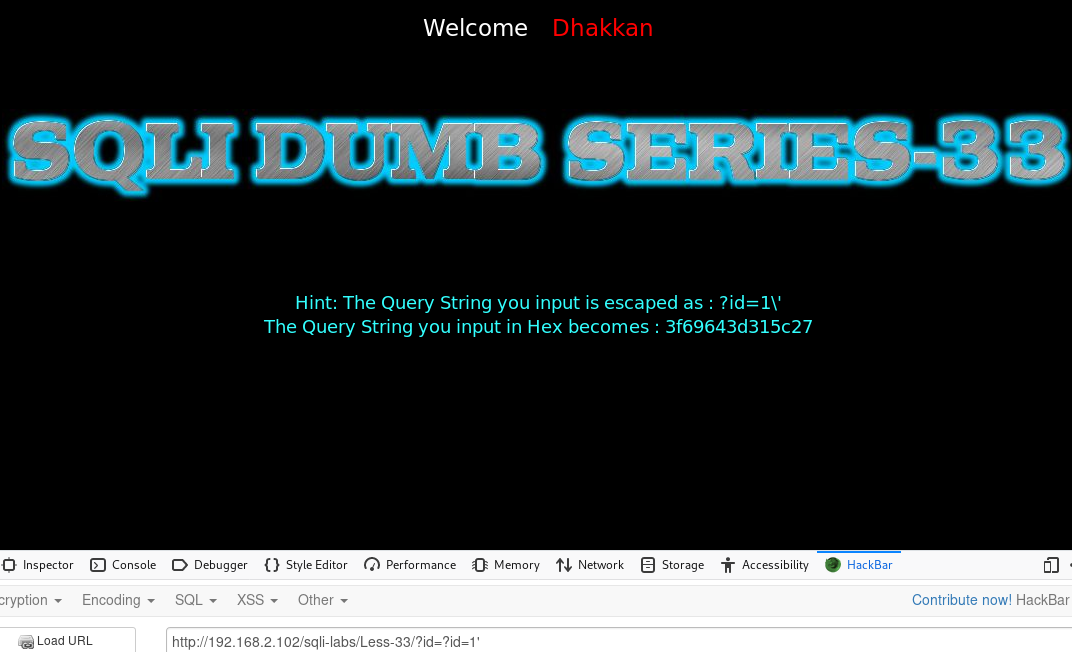 Welcome Dhakkan
SQLI DUMB SERIES-33
Hint: The Query String you input is escaped as : ?id=1\'
The Query String you input in Hex becomes : 3f69643d315c27
Inspector Console Debugger Style Editor Performance Memory Network Storage Accessibility HackBar
cryption Encoding SQL XSS Other Contribute now! HackBar
Load URL http://192.168.2.102/sqli-labs/Less-33/?id=?id=1'